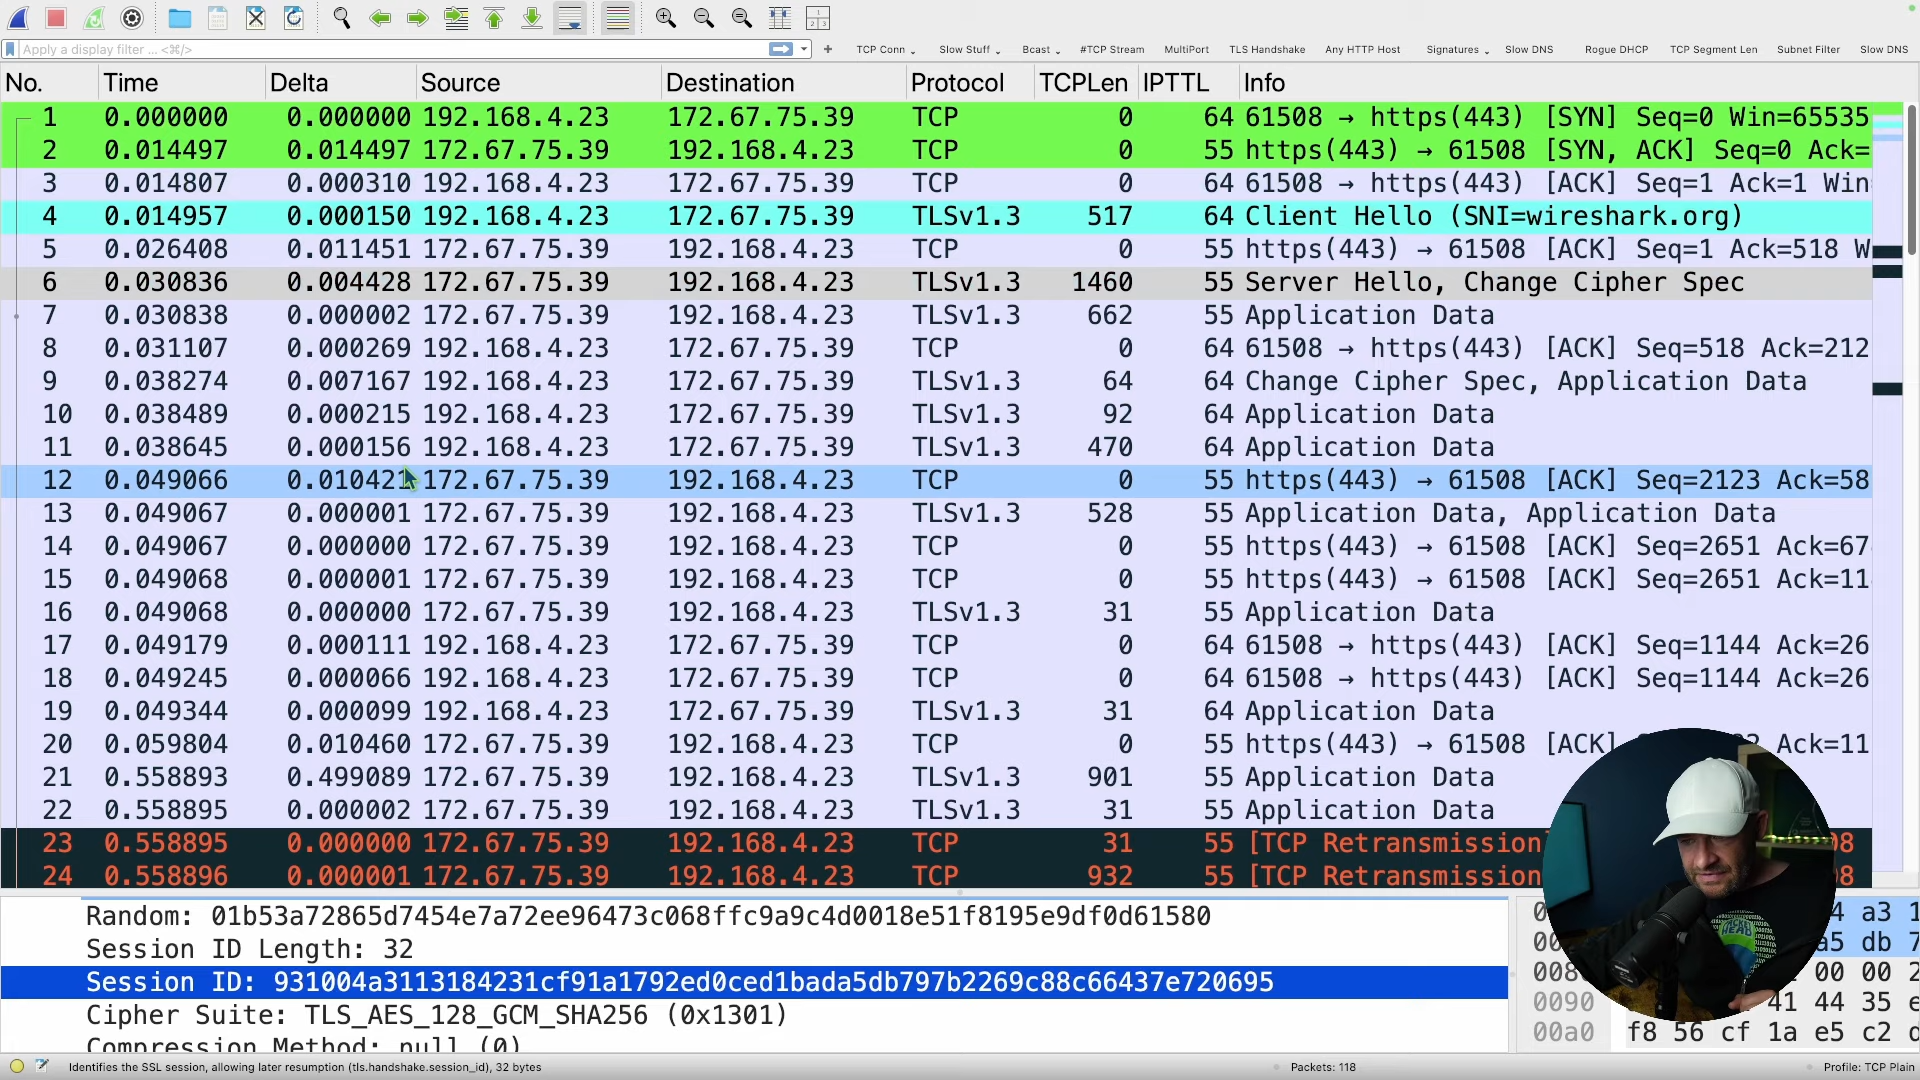 Apply a display filter ... <⌘/>
+ TCP Conn Slow Stuff Bcast #TCP Stream MultiPort TLS Handshake Any HTTP Host Signatures Slow DNS Rogue DHCP TCP Segment Len Subnet Filter Slow DNS
No. Time Delta Source Destination Protocol TCPLen IPTTL Info
1 0.000000 0.000000 192.168.4.23 172.67.75.39 TCP 0 64 61508 → https(443) [SYN] Seq=0 Win=65535
2 0.014497 0.014497 172.67.75.39 192.168.4.23 TCP 0 55 https(443) → 61508 [SYN, ACK] Seq=0 Ack=
3 0.014807 0.000310 192.168.4.23 172.67.75.39 TCP 0 64 61508 → https(443) [ACK] Seq=1 Ack=1 Win
4 0.014957 0.000150 192.168.4.23 172.67.75.39 TLSv1.3 517 64 Client Hello (SNI=wireshark.org)
5 0.026408 0.011451 172.67.75.39 192.168.4.23 TCP 0 55 https(443) → 61508 [ACK] Seq=1 Ack=518 W
6 0.030836 0.004428 172.67.75.39 192.168.4.23 TLSv1.3 1460 55 Server Hello, Change Cipher Spec
7 0.030838 0.000002 172.67.75.39 192.168.4.23 TLSv1.3 662 55 Application Data
8 0.031107 0.000269 192.168.4.23 172.67.75.39 TCP 0 64 61508 → https(443) [ACK] Seq=518 Ack=212
9 0.038274 0.007167 192.168.4.23 172.67.75.39 TLSv1.3 64 64 Change Cipher Spec, Application Data
10 0.038489 0.000215 192.168.4.23 172.67.75.39 TLSv1.3 92 64 Application Data
11 0.038645 0.000156 192.168.4.23 172.67.75.39 TLSv1.3 470 64 Application Data
12 0.049066 0.010421 172.67.75.39 192.168.4.23 TCP 0 55 https(443) → 61508 [ACK] Seq=2123 Ack=58
13 0.049067 0.000001 172.67.75.39 192.168.4.23 TLSv1.3 528 55 Application Data, Application Data
14 0.049067 0.000000 172.67.75.39 192.168.4.23 TCP 0 55 https(443) → 61508 [ACK] Seq=2651 Ack=67
15 0.049068 0.000001 172.67.75.39 192.168.4.23 TCP 0 55 https(443) → 61508 [ACK] Seq=2651 Ack=11
16 0.049068 0.000000 172.67.75.39 192.168.4.23 TLSv1.3 31 55 Application Data
17 0.049179 0.000111 192.168.4.23 172.67.75.39 TCP 0 64 61508 → https(443) [ACK] Seq=1144 Ack=26
18 0.049245 0.000066 192.168.4.23 172.67.75.39 TCP 0 64 61508 → https(443) [ACK] Seq=1144 Ack=26
19 0.049344 0.000099 192.168.4.23 172.67.75.39 TLSv1.3 31 64 Application Data
20 0.059804 0.010460 172.67.75.39 192.168.4.23 TCP 0 55 https(443) → 61508 [ACK] Ack=11
21 0.558893 0.499089 172.67.75.39 192.168.4.23 TLSv1.3 901 55 Application Data
22 0.558895 0.000002 172.67.75.39 192.168.4.23 TLSv1.3 31 55 Application Data
23 0.558895 0.000000 172.67.75.39 192.168.4.23 TCP 31 55 [TCP Retransmission] 08
24 0.558896 0.000001 172.67.75.39 192.168.4.23 TCP 932 55 [TCP Retransmission] 08
Random: 01b53a72865d7454e7a72ee96473c068ffc9a9c4d0018e51f8195e9df0d61580
Session ID Length: 32
Session ID: 931004a3113184231cf91a1792ed0ced1bada5db797b2269c88c66437e720695
Cipher Suite: TLS_AES_128_GCM_SHA256 (0x1301)
Compression Method: null (0)
4 a3 1
a5 db 7
008 00 00 2
0090 41 44 35 e
00a0 f8 56 cf 1a e5 c2 d
Identifies the SSL session, allowing later resumption (tls.handshake.session_id), 32 bytes Packets: 118 Profile: TCP Plain